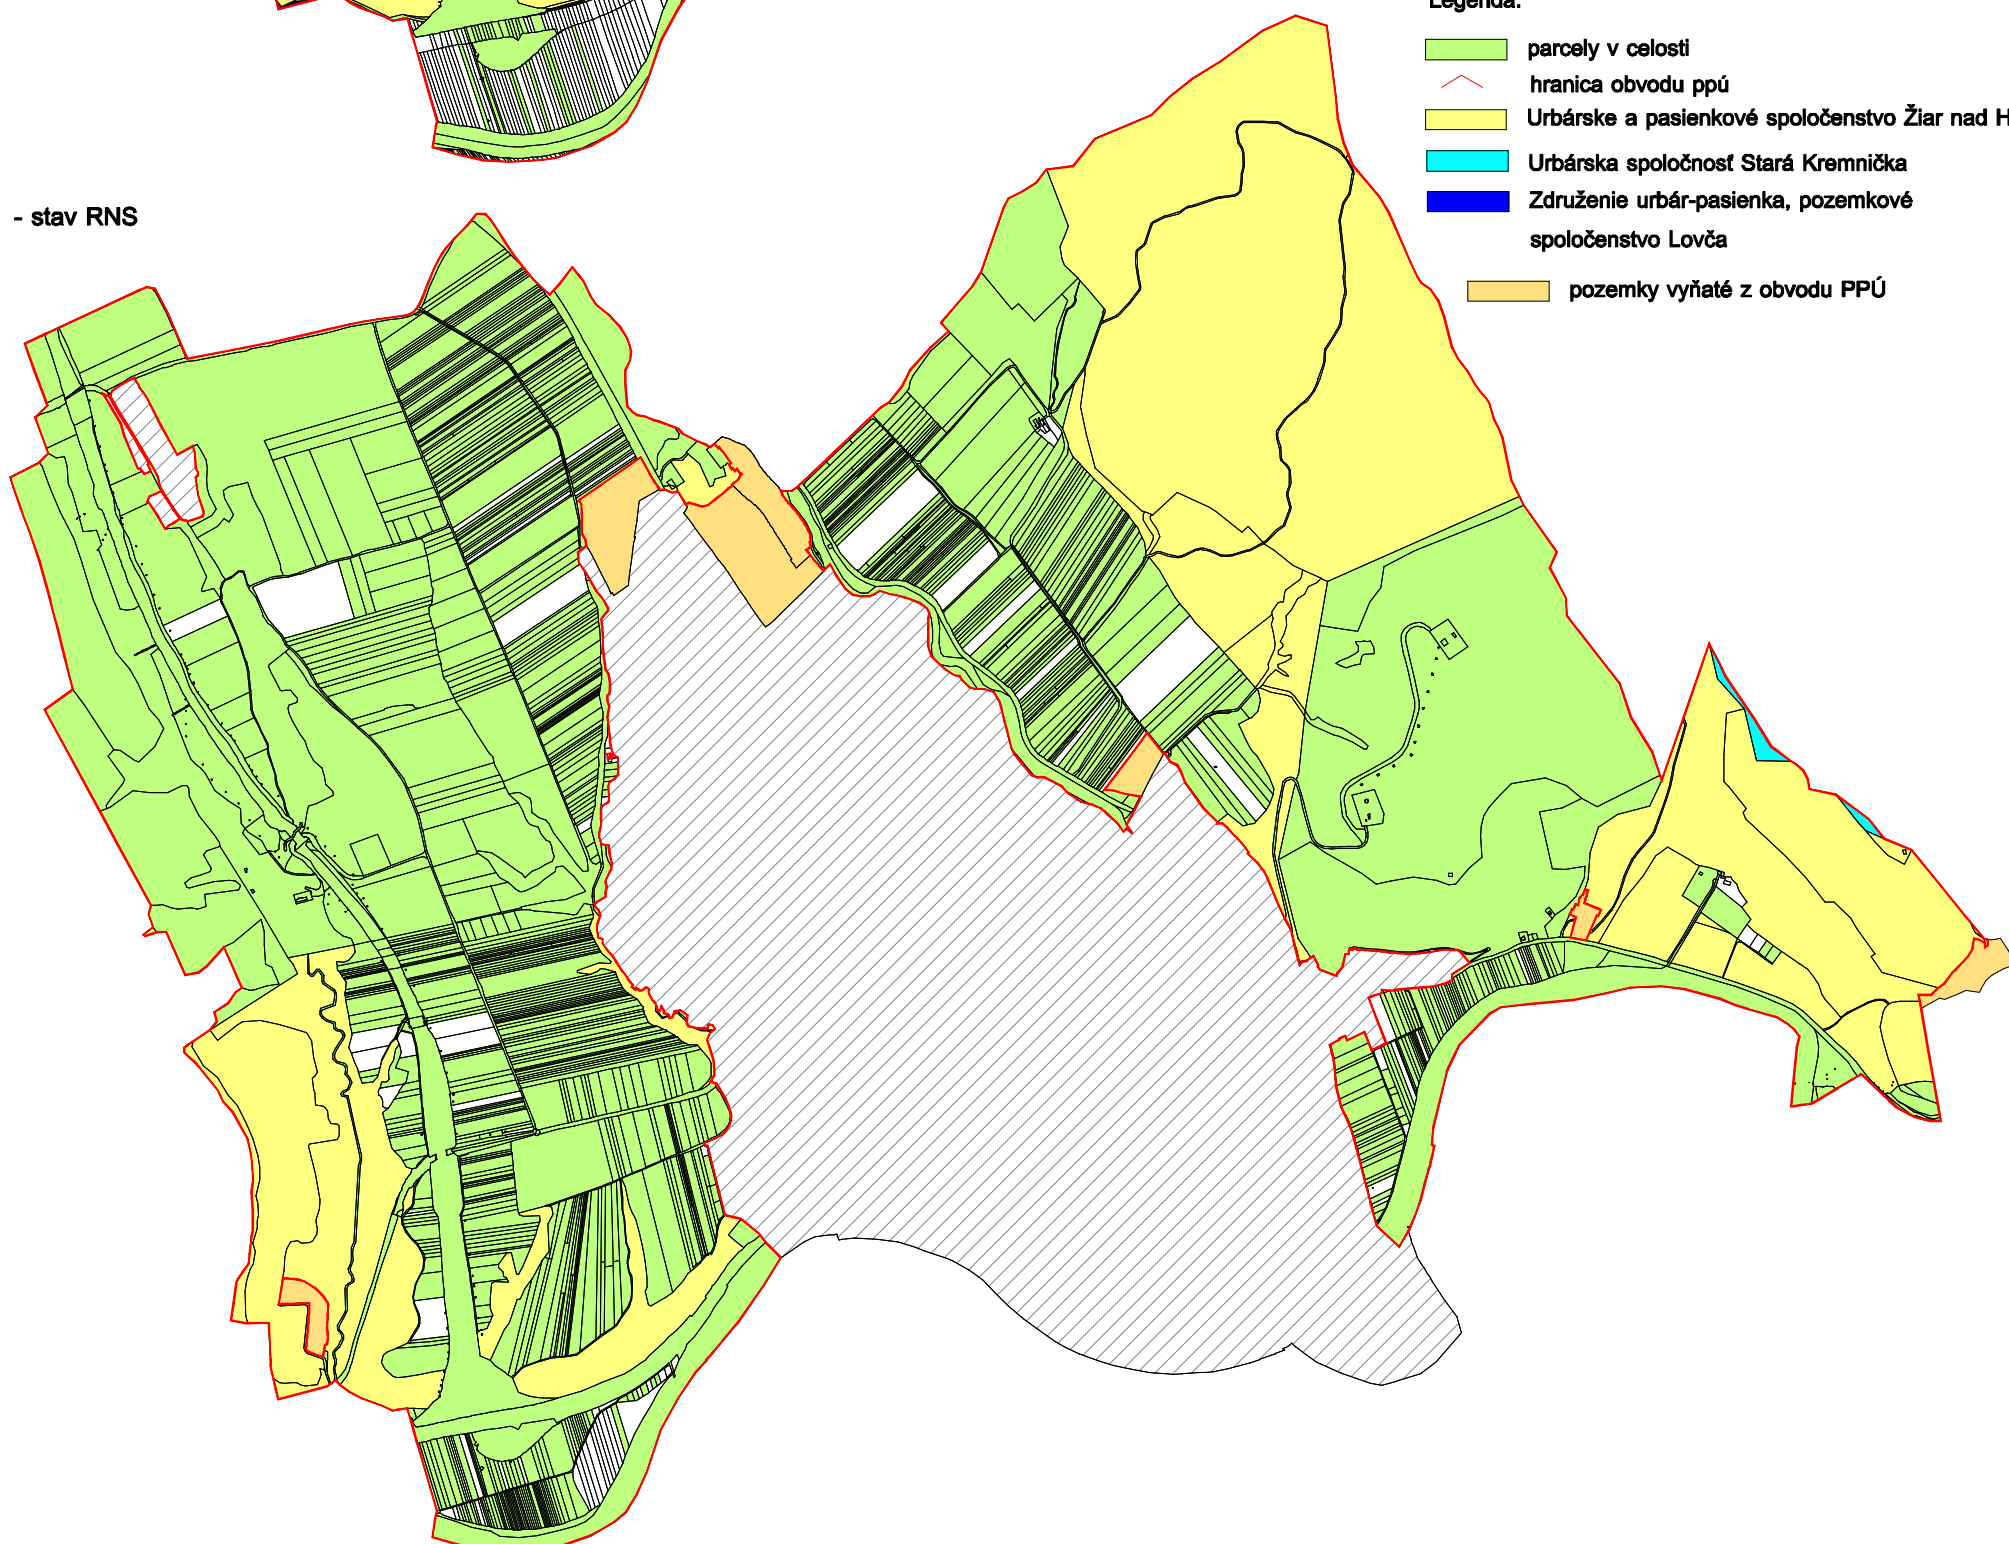 Legenda:
parcely v celosti
hranica obvodu ppú
Urbárske a pasienkové spoločenstvo Žiar nad H
Urbárska spoločnosť Stará Kremnička
Združenie urbár-pasienka, pozemkové
spoločenstvo Lovča
pozemky vyňaté z obvodu PPÚ
- stav RNS